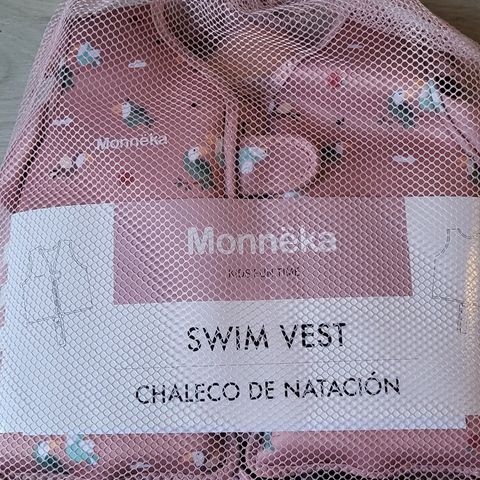 Monnëka
Monnëka
KIDS FUN TIME
SWIM VEST
CHALECO DE NATACIÓN